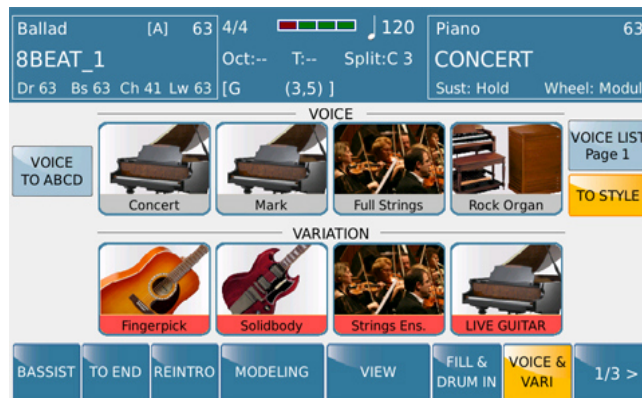 Ballad [A] 63 4/4 120 Piano 63
8BEAT_1 Oct:-- T:-- Split:C 3 CONCERT
Dr 63 Bs 63 Ch 41 Lw 63 [G (3,5) ] Sust: Hold Wheel: Modul
VOICE
VOICE
TO ABCD
Concert Mark Full Strings Rock Organ
VOICE LIST
Page 1
TO STYLE
VARIATION
Fingerpick Solidbody Strings Ens. LIVE GUITAR
BASSIST TO END REINTRO MODELING VIEW FILL &
DRUM IN VOICE &
VARI 1/3 >